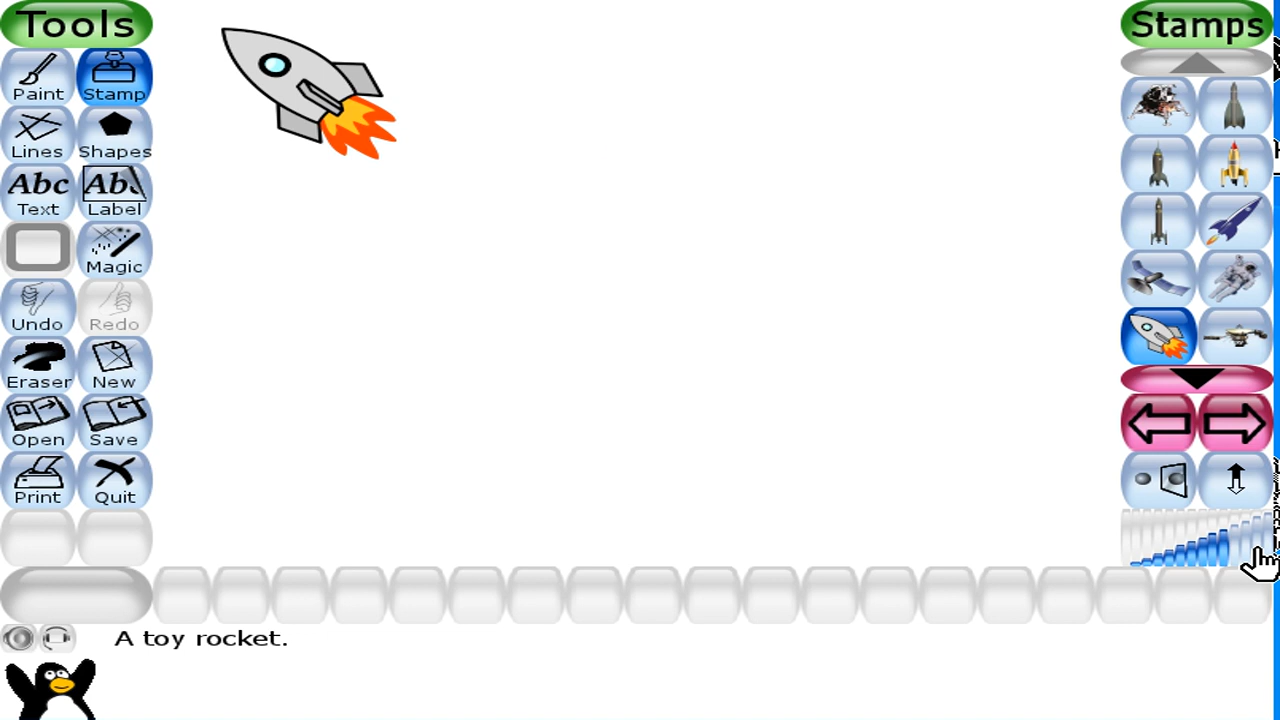 Tools
Stamps
Paint
Stamp
Lines
Shapes
Abc
Abc
Text
Label
Magic
Undo
Redo
Eraser
New
Open
Save
Print
Quit
A toy rocket.